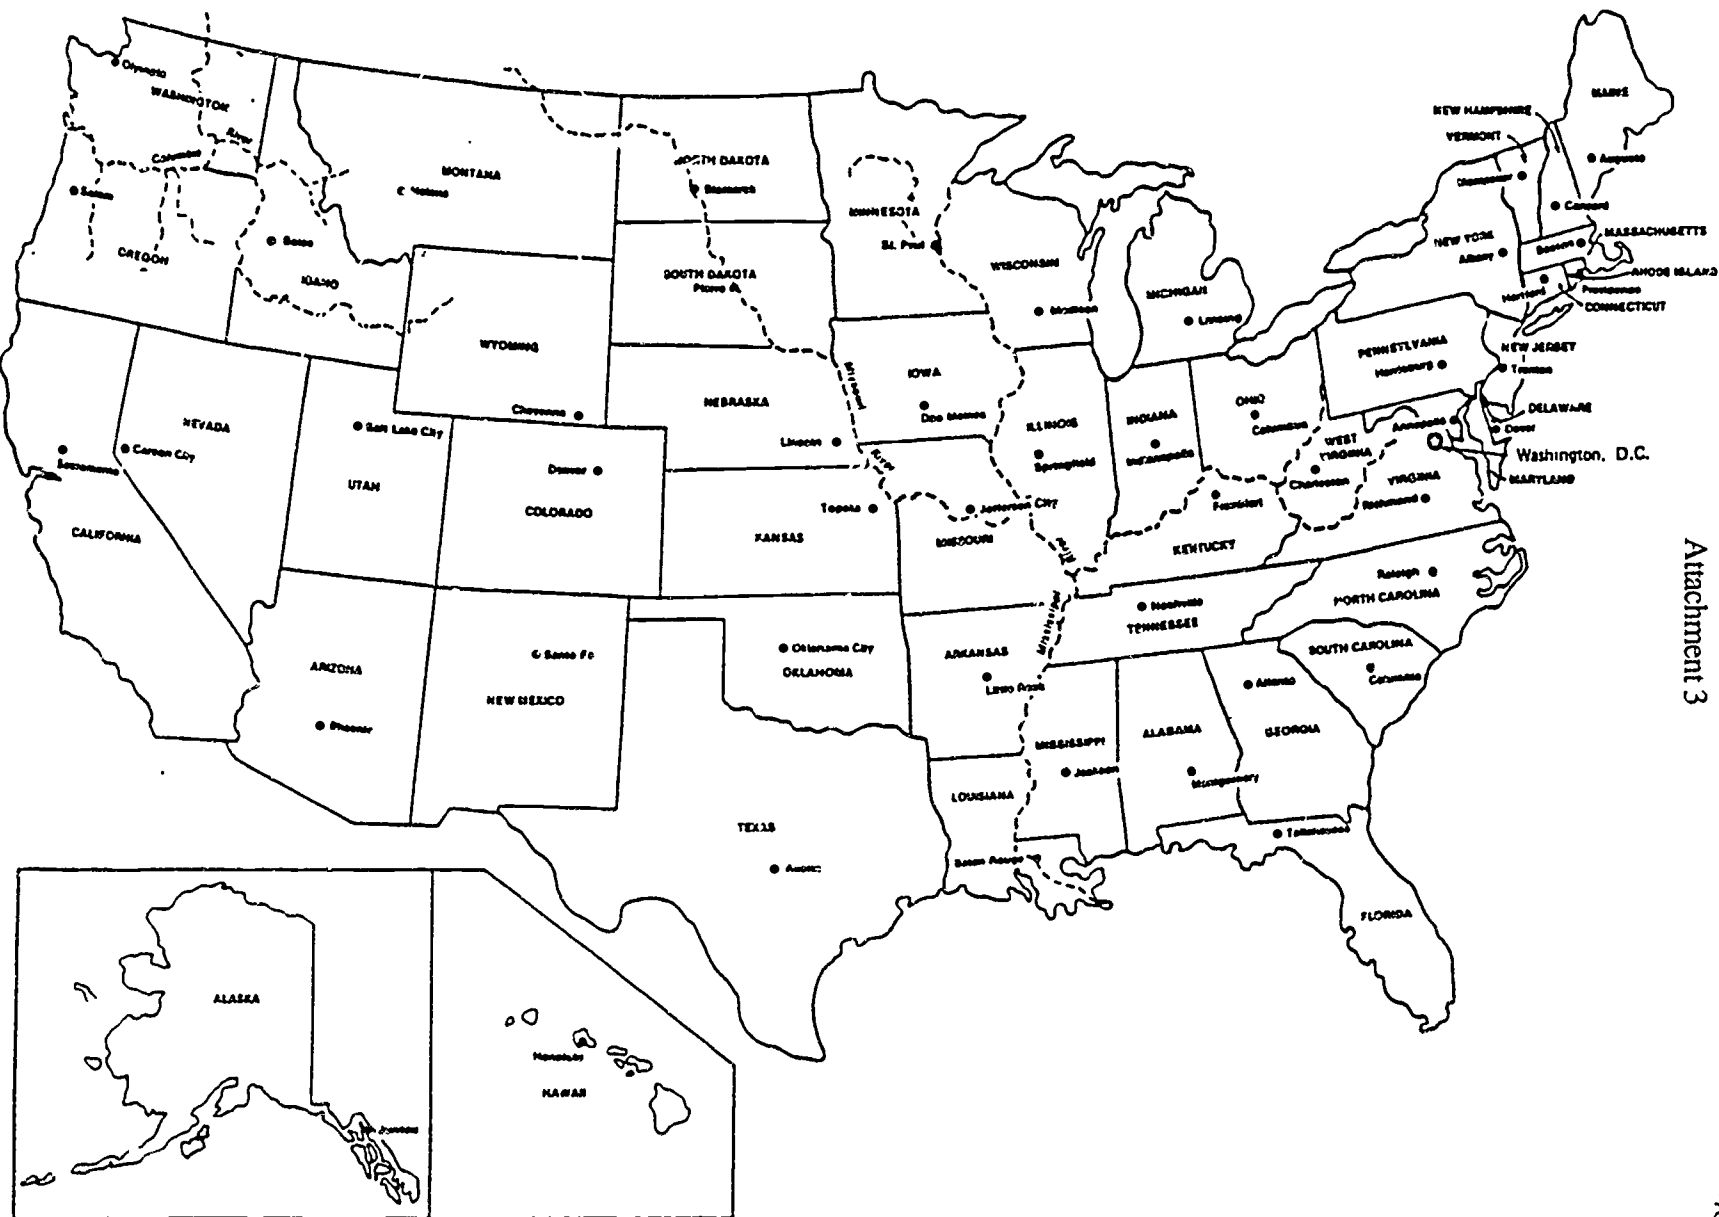 Olympia
WASHINGTON
River
Columbia
Salem
OREGON
Boise
IDAHO
MONTANA
Helena
NORTH DAKOTA
Bismarck
SOUTH DAKOTA
Pierre
WYOMING
Cheyenne
NEBRASKA
Lincoln
MINNESOTA
St. Paul
WISCONSIN
Madison
MICHIGAN
Lansing
IOWA
Des Moines
Missouri
River
ILLINOIS
Springfield
INDIANA
Indianapolis
OHIO
Columbus
PENNSYLVANIA
Harrisburg
NEW YORK
Albany
MAINE
Augusta
NEW HAMPSHIRE
VERMONT
Concord
MASSACHUSETTS
Boston
RHODE ISLAND
Providence
Hartford
CONNECTICUT
NEW JERSEY
Trenton
DELAWARE
Dover
Annapolis
Washington, D.C.
MARYLAND
WEST
VIRGINIA
Charleston
VIRGINIA
Richmond
KENTUCKY
Frankfort
NEVADA
Carson City
Sacramento
CALIFORNIA
Salt Lake City
UTAH
Denver
COLORADO
Topeka
KANSAS
Jefferson City
MISSOURI
River
Mississippi
Nashville
TENNESSEE
Raleigh
NORTH CAROLINA
SOUTH CAROLINA
Columbia
ARIZONA
Phoenix
Santa Fe
NEW MEXICO
Oklahoma City
OKLAHOMA
ARKANSAS
Little Rock
MISSISSIPPI
Jackson
ALABAMA
Montgomery
Atlanta
GEORGIA
TEXAS
Austin
LOUISIANA
Baton Rouge
Tallahassee
FLORIDA
ALASKA
Juneau
Honolulu
HAWAII
Attachment 3